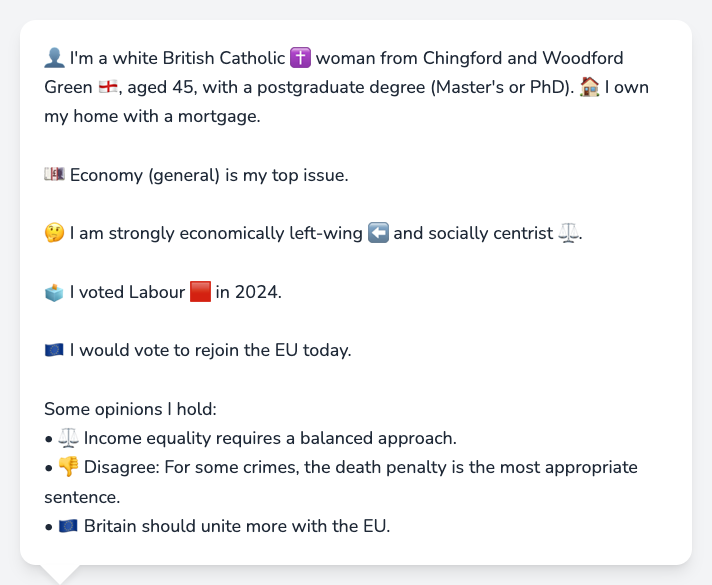 👤 I'm a white British Catholic ✝️ woman from Chingford and Woodford
Green 🏴󠁧󠁢󠁥󠁮󠁧󠁿, aged 45, with a postgraduate degree (Master's or PhD). 🏠 I own
my home with a mortgage.
💷 Economy (general) is my top issue.
🤔 I am strongly economically left-wing ⬅️ and socially centrist ⚖️.
🗳️ I voted Labour 🟥 in 2024.
🇪🇺 I would vote to rejoin the EU today.
Some opinions I hold:
• ⚖️ Income equality requires a balanced approach.
• 👎 Disagree: For some crimes, the death penalty is the most appropriate
sentence.
• 🇪🇺 Britain should unite more with the EU.